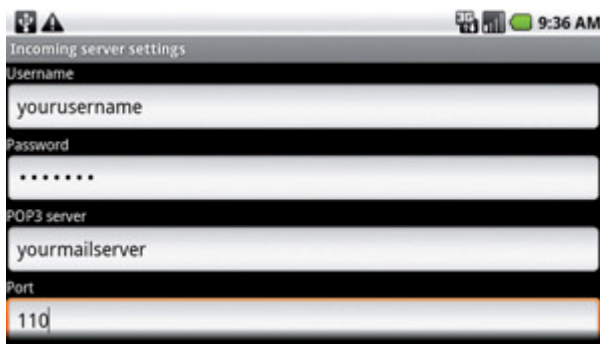 9:36 AM
Incoming server settings
Username
yourusername
Password
•••••••
POP3 server
yourmailserver
Port
110